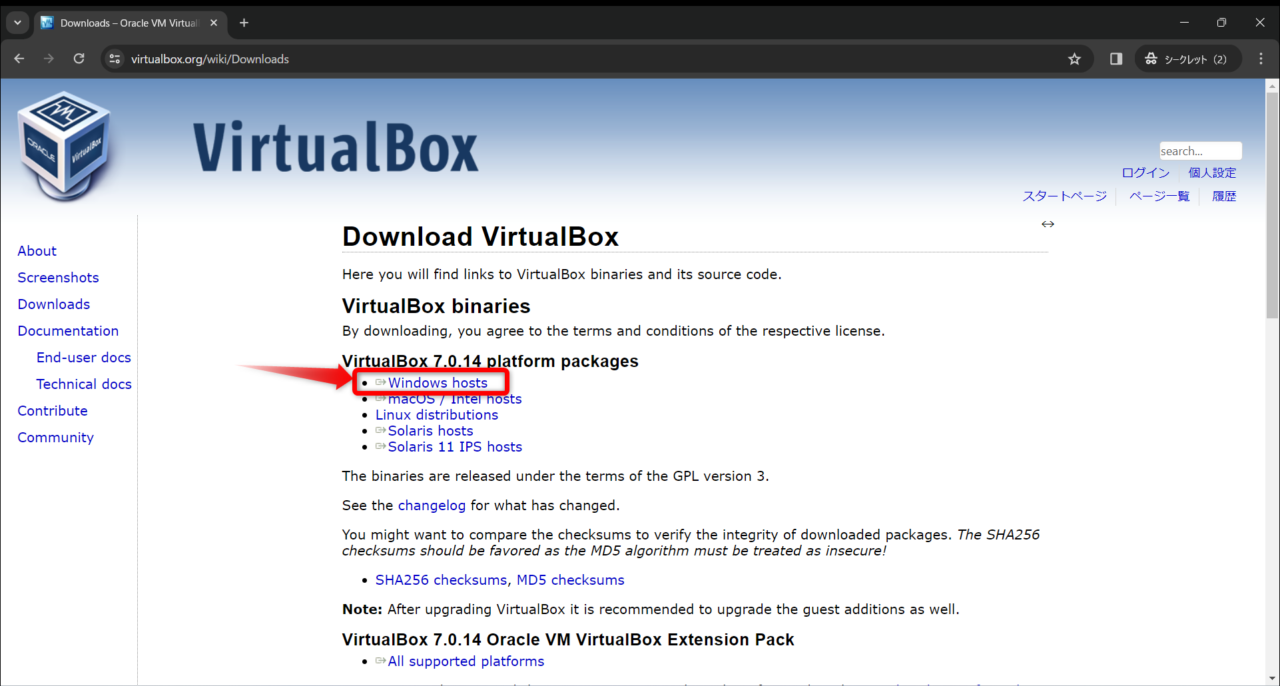 Downloads – Oracle VM Virtual
virtualbox.org/wiki/Downloads
シークレット (2)
ORACLE
VM
VirtualBox
VirtualBox
search...
ログイン 個人設定
スタートページ ページ一覧 履歴
About
Screenshots
Downloads
Documentation
End-user docs
Technical docs
Contribute
Community
Download VirtualBox
Here you will find links to VirtualBox binaries and its source code.
VirtualBox binaries
By downloading, you agree to the terms and conditions of the respective license.
VirtualBox 7.0.14 platform packages
Windows hosts
macOS / Intel hosts
Linux distributions
Solaris hosts
Solaris 11 IPS hosts
The binaries are released under the terms of the GPL version 3.
See the changelog for what has changed.
You might want to compare the checksums to verify the integrity of downloaded packages. The SHA256
checksums should be favored as the MD5 algorithm must be treated as insecure!
SHA256 checksums, MD5 checksums
Note: After upgrading VirtualBox it is recommended to upgrade the guest additions as well.
VirtualBox 7.0.14 Oracle VM VirtualBox Extension Pack
All supported platforms